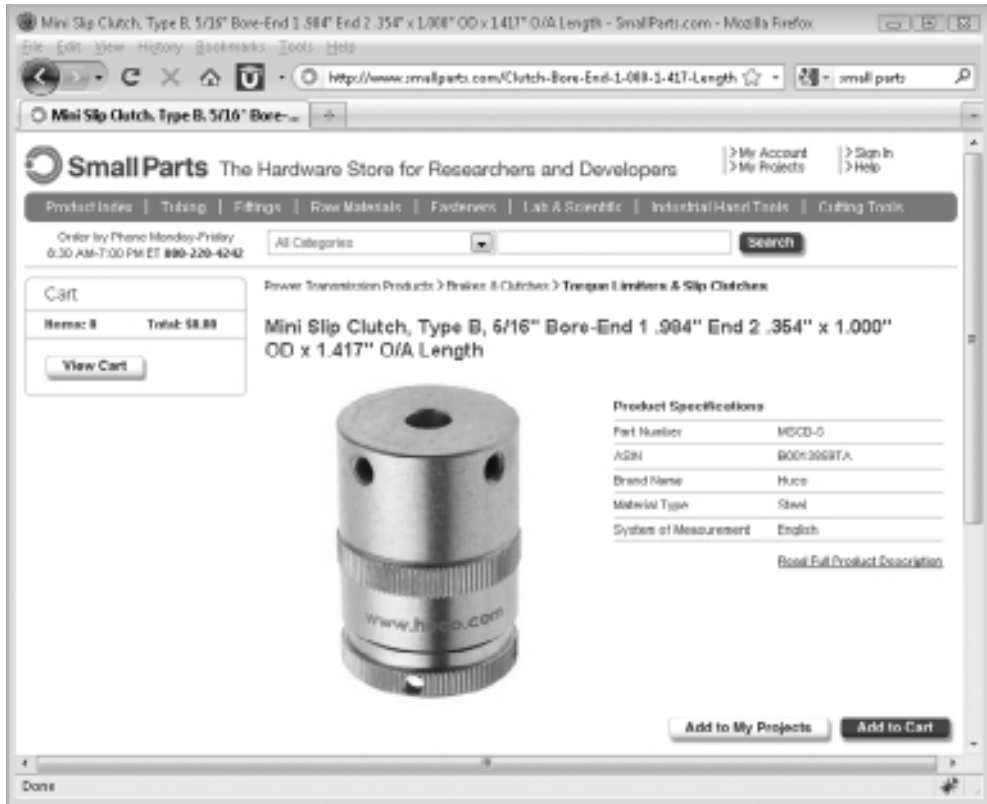 Mini Slip Clutch, Type B, 5/16" Bore-End 1 .984" End 2 .354" x 1.000" OD x 1.417" O/A Length - SmallParts.com - Mozilla Firefox
File Edit View History Bookmarks Tools Help
http://www.smallparts.com/Clutch-Bore-End-1-000-1-417-Length
small parts
Mini Slip Clutch, Type B, 5/16" Bore-...
Small Parts The Hardware Store for Researchers and Developers
> My Account
> My Projects
> Sign In
> Help
Product Index | Tubing | Fittings | Raw Materials | Fasteners | Lab & Scientific | Industrial Hand Tools | Cutting Tools
Order by Phone Monday-Friday
8:30 AM-7:00 PM ET 800-220-4242
All Categories
Search
Cart
Items: 0 Total: $0.00
View Cart
Power Transmission Products > Brakes & Clutches > Torque Limiters & Slip Clutches
Mini Slip Clutch, Type B, 5/16" Bore-End 1 .984" End 2 .354" x 1.000"
OD x 1.417" O/A Length
www.huco.com
Product Specifications
Part Number
ASIN
Brand Name Huco
Material Type Steel
System of Measurement English
Read Full Product Description
Add to My Projects
Add to Cart
Done